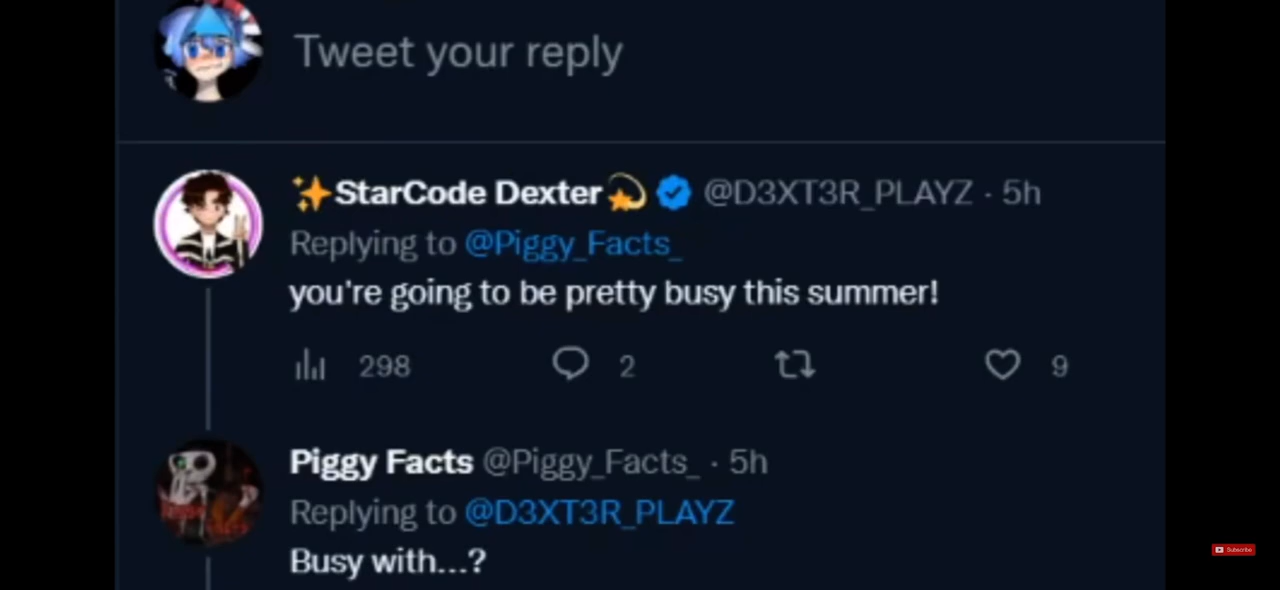 Tweet your reply
✨StarCode Dexter💫 @D3XT3R_PLAYZ · 5h
Replying to @Piggy_Facts_
you're going to be pretty busy this summer!
298 2 9
Piggy Facts @Piggy_Facts_ · 5h
Replying to @D3XT3R_PLAYZ
Busy with...?
Subscribe